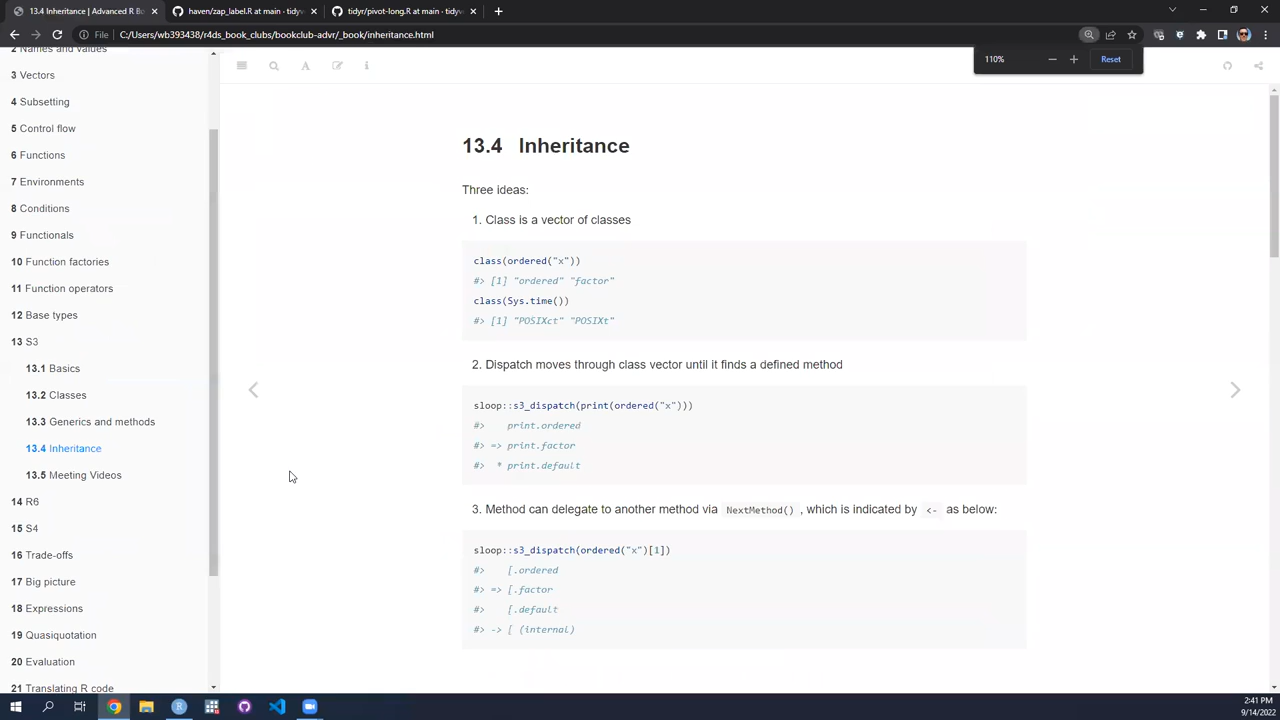 13.4 Inheritance | Advanced R Bo
haven/zap_label.R at main · tidyv
tidyr/pivot-long.R at main · tidyv
File C:/Users/wb393438/r4ds_book_clubs/bookclub-advr/_book/inheritance.html
110%
Reset
2 Names and values
3 Vectors
4 Subsetting
5 Control flow
6 Functions
7 Environments
8 Conditions
9 Functionals
10 Function factories
11 Function operators
12 Base types
13 S3
13.1 Basics
13.2 Classes
13.3 Generics and methods
13.4 Inheritance
13.5 Meeting Videos
14 R6
15 S4
16 Trade-offs
17 Big picture
18 Expressions
19 Quasiquotation
20 Evaluation
21 Translating R code
13.4 Inheritance
Three ideas:
1. Class is a vector of classes
class(ordered("x"))
#> [1] "ordered" "factor"
class(Sys.time())
#> [1] "POSIXct" "POSIXt"
2. Dispatch moves through class vector until it finds a defined method
sloop::s3_dispatch(print(ordered("x")))
#> print.ordered
#> => print.factor
#> * print.default
3. Method can delegate to another method via NextMethod() , which is indicated by <- as below:
sloop::s3_dispatch(ordered("x")[1])
#> [.ordered
#> => [.factor
#> [.default
#> -> [ (internal)
2:41 PM
9/14/2022